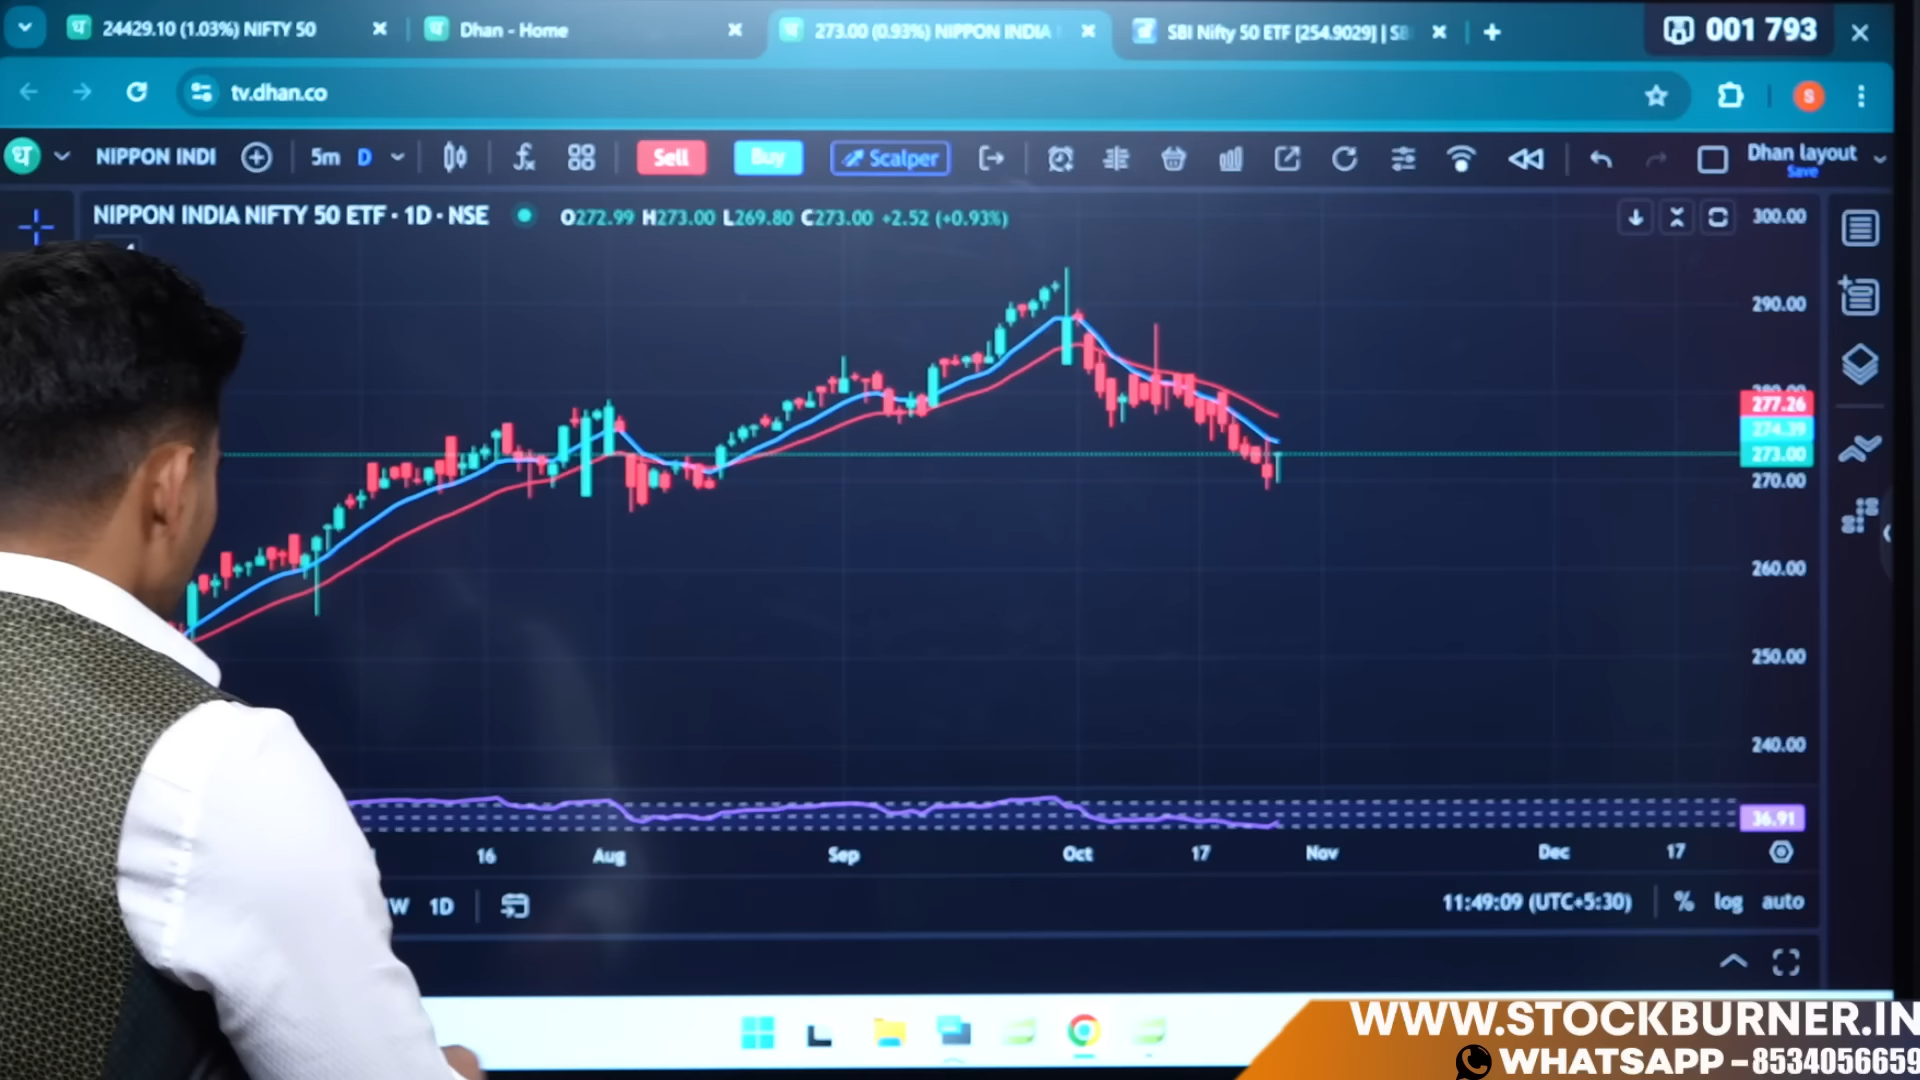 24429.10 (1.03%) NIFTY 50
Dhan - Home
273.00 (0.93%) NIPPON INDIA
SBI Nifty 50 ETF [254.9029] | SB
001 793
tv.dhan.co
S
घ
NIPPON INDI
5m D
Sell
Buy
Scalper
Dhan layout
Save
NIPPON INDIA NIFTY 50 ETF · 1D · NSE
O272.99 H273.00 L269.80 C273.00 +2.52 (+0.93%)
300.00
290.00
280.00
277.26
274.39
273.00
270.00
260.00
250.00
240.00
36.91
16 Aug Sep Oct 17 Nov Dec 17
W 1D
11:49:09 (UTC+5:30)
% log auto
WWW.STOCKBURNER.IN
WHATSAPP - 8534056659